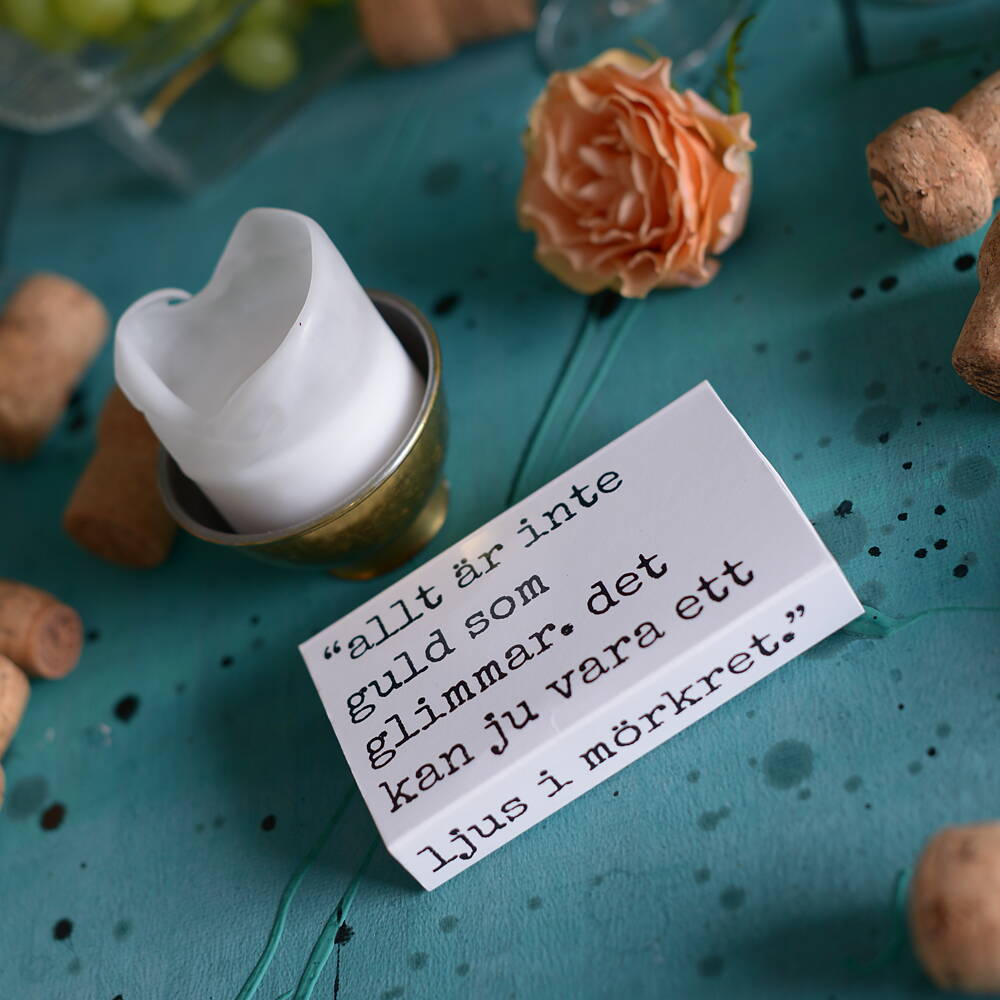 “allt är inte
guld som
glimmar. det
kan ju vara ett
ljus i mörkret.”